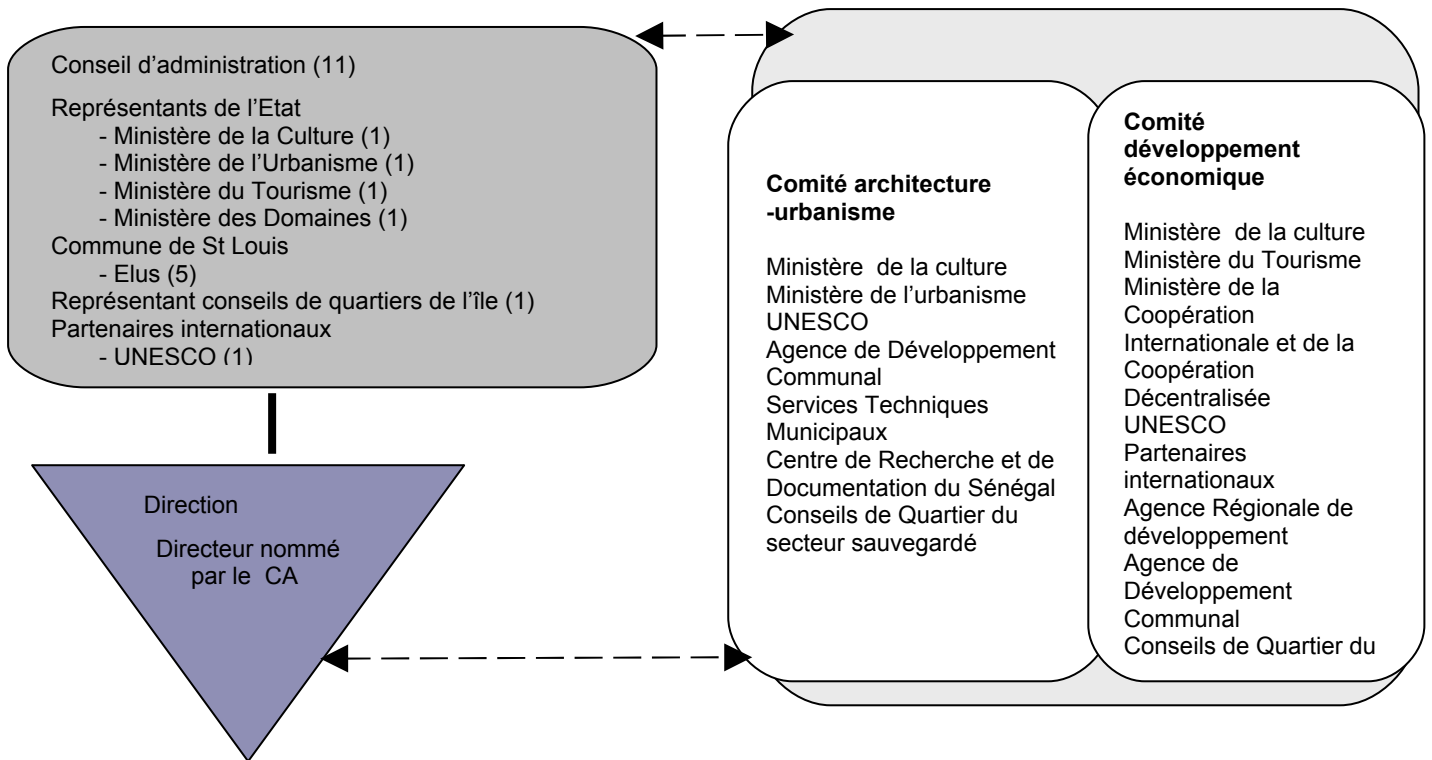 Conseil d’administration (11)
Représentants de l’Etat
- Ministère de la Culture (1)
- Ministère de l’Urbanisme (1)
- Ministère du Tourisme (1)
- Ministère des Domaines (1)
Commune de St Louis
- Elus (5)
Représentant conseils de quartiers de l’île (1)
Partenaires internationaux
- UNESCO (1)
Direction
Directeur nommé
par le CA
Comité architecture
-urbanisme
Ministère de la culture
Ministère de l’urbanisme
UNESCO
Agence de Développement
Communal
Services Techniques
Municipaux
Centre de Recherche et de
Documentation du Sénégal
Conseils de Quartier du
secteur sauvegardé
Comité
développement
économique
Ministère de la culture
Ministère du Tourisme
Ministère de la
Coopération
Internationale et de la
Coopération
Décentralisée
UNESCO
Partenaires
internationaux
Agence Régionale de
développement
Agence de
Développement
Communal
Conseils de Quartier du